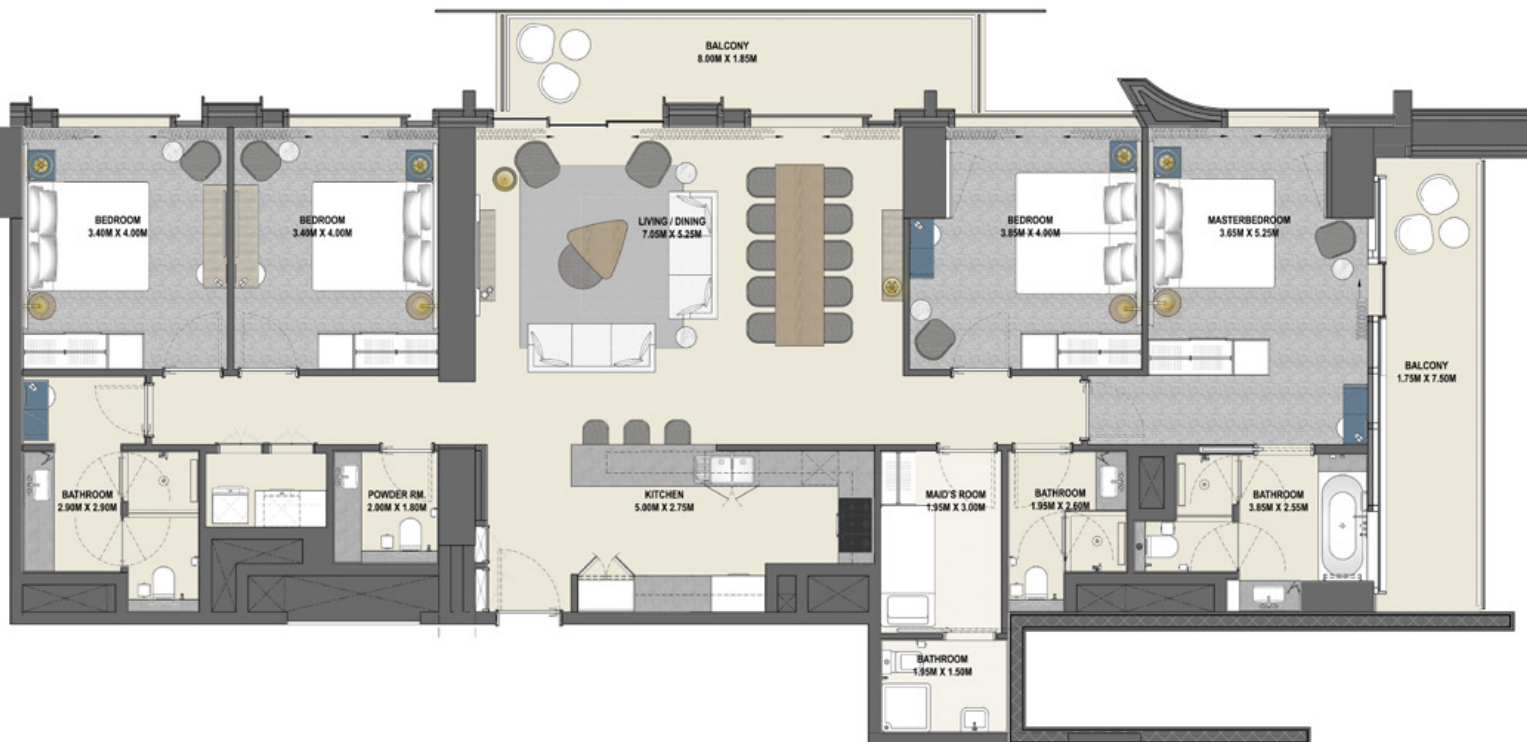 BALCONY
8.00M X 1.85M
BEDROOM
3.40M X 4.00M
BEDROOM
3.40M X 4.00M
LIVING / DINING
7.05M X 5.25M
BEDROOM
3.85M X 4.00M
MASTERBEDROOM
3.65M X 5.25M
BALCONY
1.75M X 7.50M
BATHROOM
2.90M X 2.90M
POWDER RM.
2.00M X 1.80M
KITCHEN
5.00M X 2.75M
MAID'S ROOM
1.95M X 3.00M
BATHROOM
1.95M X 2.60M
BATHROOM
3.85M X 2.55M
BATHROOM
1.95M X 1.50M